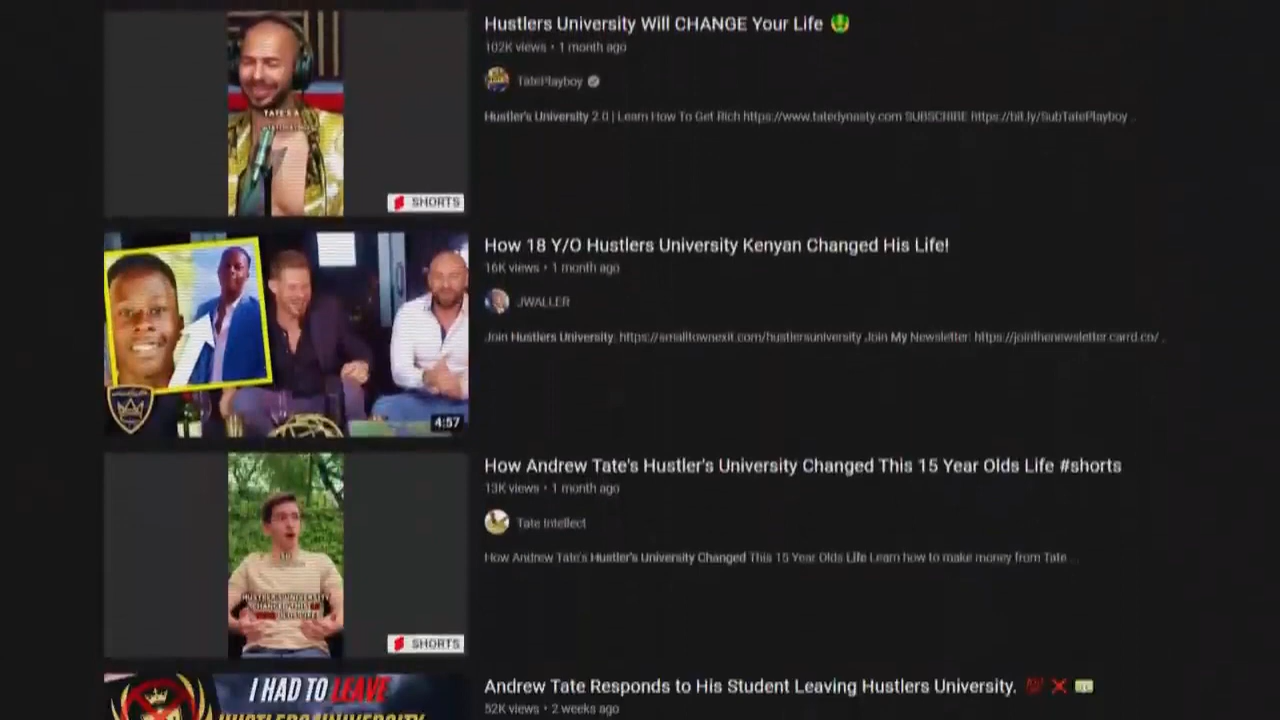 Hustlers University Will CHANGE Your Life
102K views • 1 month ago
TatePlayboy
Hustler's University 2.0 | Learn How To Get Rich https://www.tatedynasty.com SUBSCRIBE https://bit.ly/SubTatePlayboy ...
TATE'S A
SHORTS
How 18 Y/O Hustlers University Kenyan Changed His Life!
16K views • 1 month ago
JWALLER
Join Hustlers University: https://smalltownexit.com/hustlersuniversity Join My Newsletter: https://jointhenewsletter.carrd.co/ ...
4:57
How Andrew Tate's Hustler's University Changed This 15 Year Olds Life #shorts
13K views • 1 month ago
Tate Intellect
How Andrew Tate's Hustler's University Changed This 15 Year Olds Life Learn how to make money from Tate ...
HUSTLER'S UNIVERSITY
SHORTS
I HAD TO LEAVE
HUSTLERS UNIVERSITY
Andrew Tate Responds to His Student Leaving Hustlers University.
52K views • 2 weeks ago